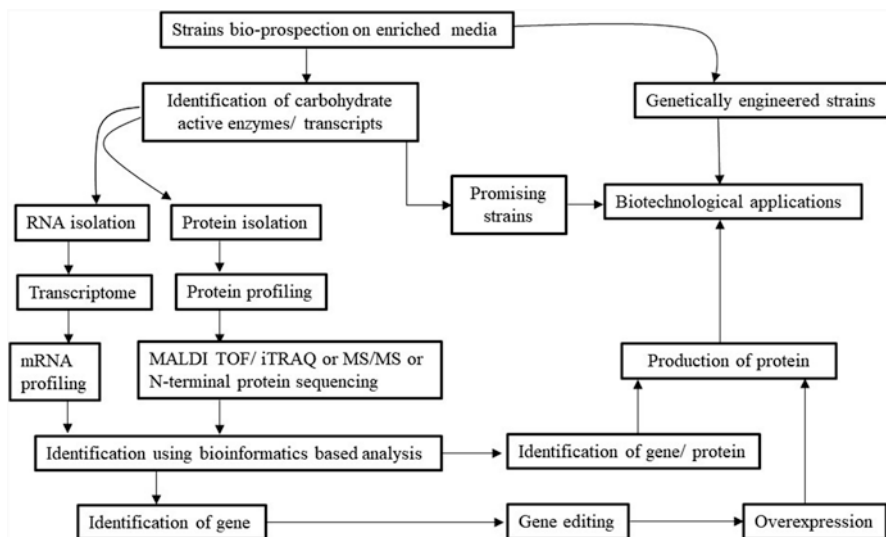 Strains bio-prospection on enriched media
Identification of carbohydrate
active enzymes/ transcripts
Genetically engineered strains
Promising
strains
Biotechnological applications
RNA isolation
Protein isolation
Transcriptome
Protein profiling
mRNA
profiling
MALDI TOF/ iTRAQ or MS/MS or
N-terminal protein sequencing
Production of protein
Identification using bioinformatics based analysis
Identification of gene/ protein
Identification of gene
Gene editing
Overexpression